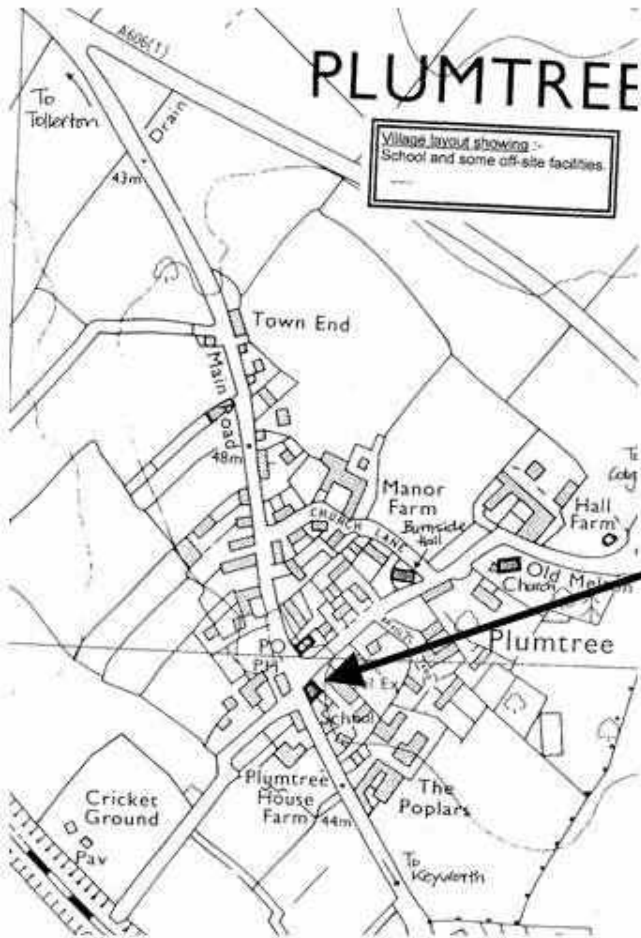 A606(T)
PLUMTREE
To
Tollerton
Village layout showing :-
School and some off-site facilities.
Drain
43m
Town End
Main Road
48m
Manor
Farm
CHURCH LANE
Burnside
Hall
Hall
Farm
Old Melton
Church
PO
PH
Plumtree
Tel Ex
School
Plumtree
House
Farm
44m
The
Poplars
Cricket
Ground
Pav
To
Keyworth